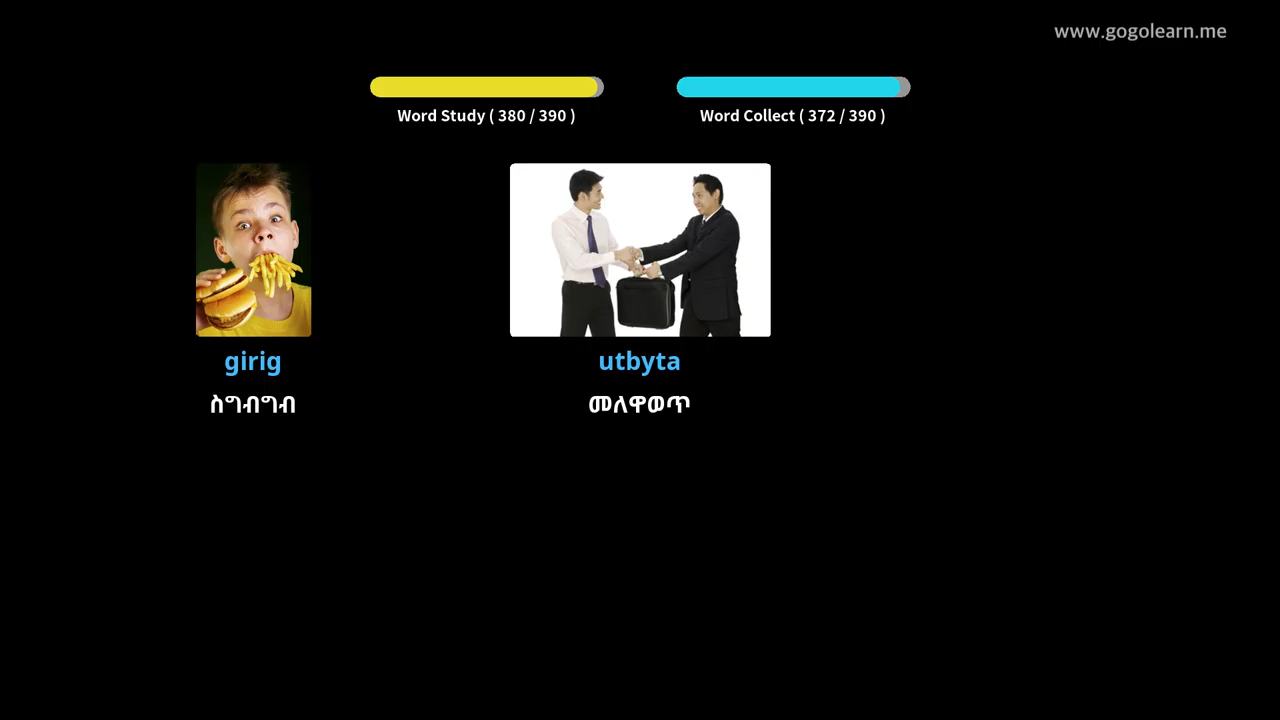 www.gogolearn.me
Word Study ( 380 / 390 )
Word Collect ( 372 / 390 )
girig
ስግብግብ
utbyta
መለዋወጥ